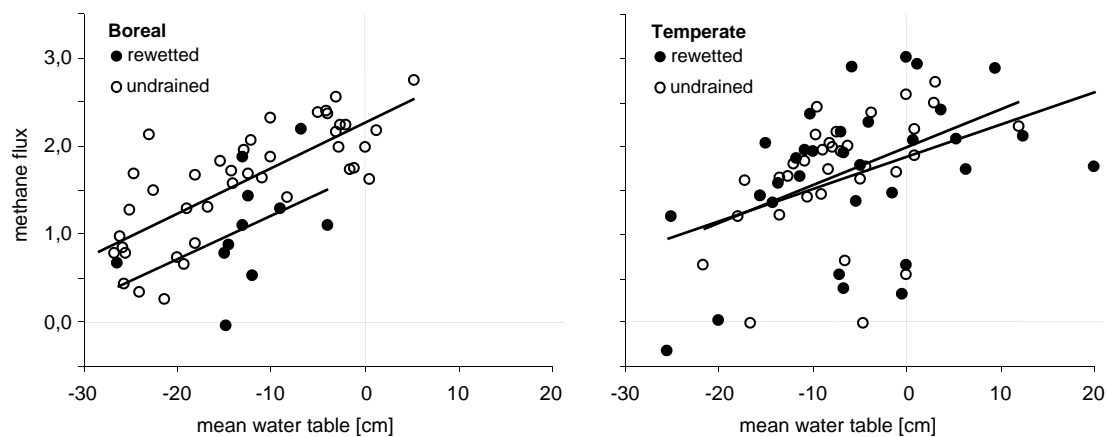 Boreal
rewetted
undrained
3,0
2,0
1,0
0,0
methane flux
-30 -20 -10 0 10 20
mean water table [cm]
Temperate
rewetted
undrained
-30 -20 -10 0 10 20
mean water table [cm]